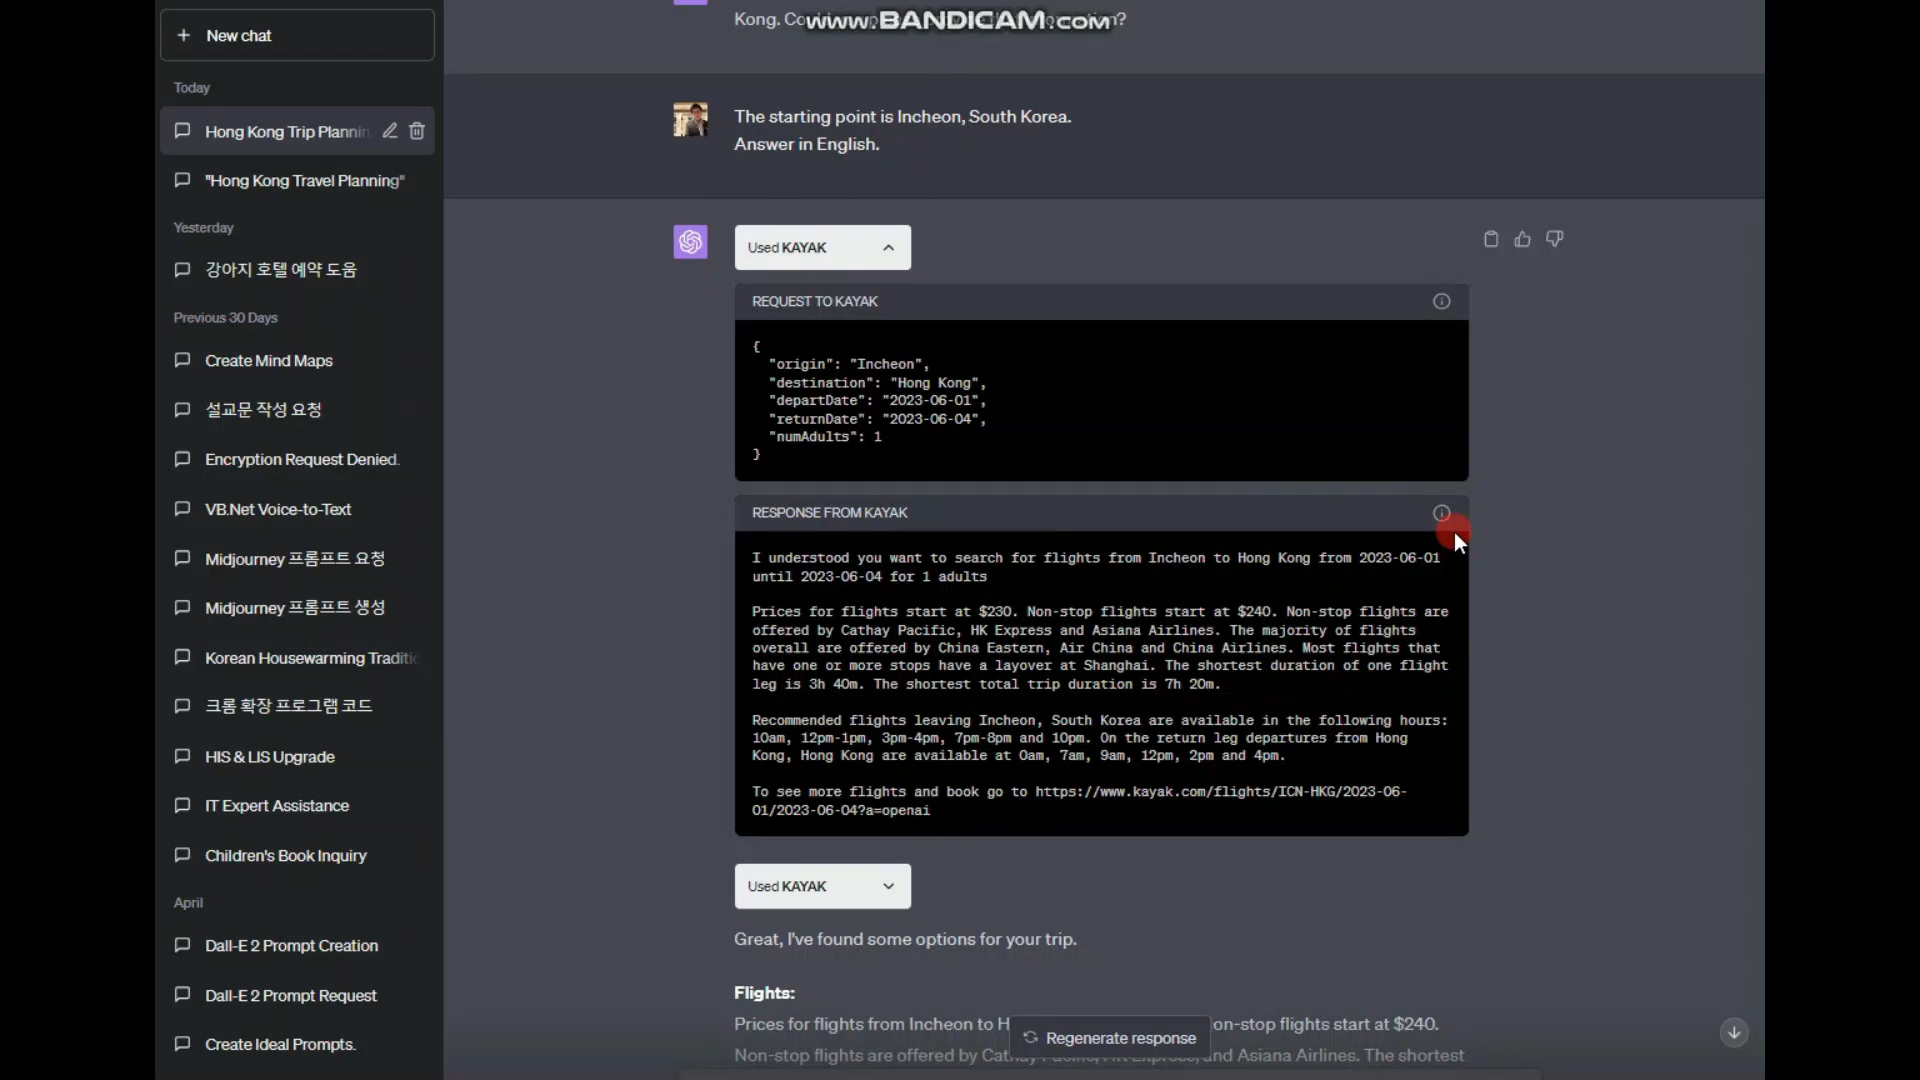 New chat
Today
Hong Kong Trip Plannin
"Hong Kong Travel Planning"
Yesterday
강아지 호텔 예약 도움
Previous 30 Days
Create Mind Maps
설교문 작성 요청
Encryption Request Denied.
VB.Net Voice-to-Text
Midjourney 프롬프트 요청
Midjourney 프롬프트 생성
Korean Housewarming Traditic
크롬 확장 프로그램 코드
HIS & LIS Upgrade
IT Expert Assistance
Children's Book Inquiry
April
Dall-E 2 Prompt Creation
Dall-E 2 Prompt Request
Create Ideal Prompts.
www.BANDICAM.com
Kong.
The starting point is Incheon, South Korea.
Answer in English.
Used KAYAK
REQUEST TO KAYAK
{
"origin": "Incheon",
"destination": "Hong Kong",
"departDate": "2023-06-01",
"returnDate": "2023-06-04",
"numAdults": 1
}
RESPONSE FROM KAYAK
I understood you want to search for flights from Incheon to Hong Kong from 2023-06-01
until 2023-06-04 for 1 adults
Prices for flights start at $230. Non-stop flights start at $240. Non-stop flights are
offered by Cathay Pacific, HK Express and Asiana Airlines. The majority of flights
overall are offered by China Eastern, Air China and China Airlines. Most flights that
have one or more stops have a layover at Shanghai. The shortest duration of one flight
leg is 3h 40m. The shortest total trip duration is 7h 20m.
Recommended flights leaving Incheon, South Korea are available in the following hours:
10am, 12pm-1pm, 3pm-4pm, 7pm-8pm and 10pm. On the return leg departures from Hong
Kong, Hong Kong are available at 0am, 7am, 9am, 12pm, 2pm and 4pm.
To see more flights and book go to https://www.kayak.com/flights/ICN-HKG/2023-06-
01/2023-06-04?a=openai
Used KAYAK
Great, I've found some options for your trip.
Flights:
Prices for flights from Incheon to H on-stop flights start at $240.
Regenerate response
Non-stop flights are offered by and Asiana Airlines. The shortest